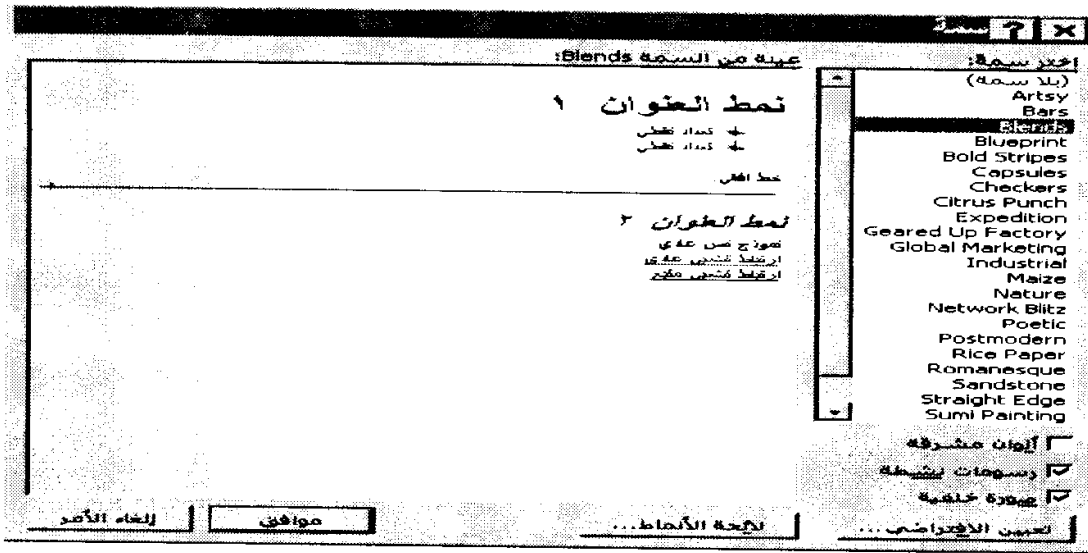 سمة
اختر سمة:
(بلا سمة)
Artsy
Bars
Blends
Blueprint
Bold Stripes
Capsules
Checkers
Citrus Punch
Expedition
Geared Up Factory
Global Marketing
Industrial
Maize
Nature
Network Blitz
Poetic
Postmodern
Rice Paper
Romanesque
Sandstone
Straight Edge
Sumi Painting
ألوان مشرقة
رسومات نشطة
صورة خلفية
عينة من السمة Blends:
نمط العنوان ١
تعداد نقطي
تعداد نقطي
خط افقي
نمط العنوان ٢
نموذج نص عادي
ارتباط تشعبي عادي
ارتباط تشعبي مكبر
تعيين الافتراضي...
لائحة الأنماط...
موافق
إلغاء الأمر